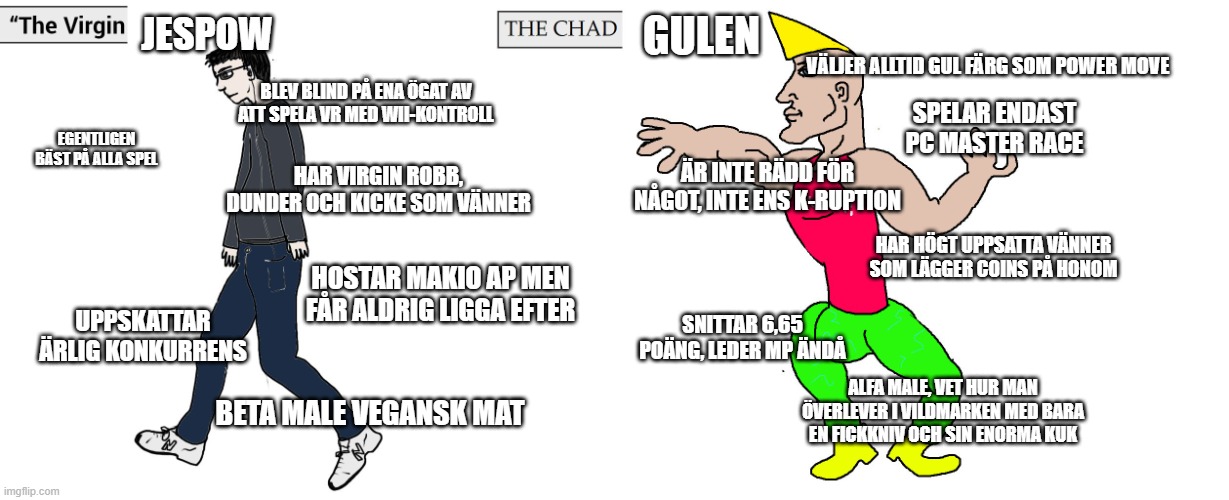 “The Virgin
JESPOW
BLEV BLIND PÅ ENA ÖGAT AV
ATT SPELA VR MED WII-KONTROLL
EGENTLIGEN
BÄST PÅ ALLA SPEL
HAR VIRGIN ROBB,
DUNDER OCH KICKE SOM VÄNNER
HOSTAR MAKIO AP MEN
FÅR ALDRIG LIGGA EFTER
UPPSKATTAR
ÄRLIG KONKURRENS
BETA MALE VEGANSK MAT
THE CHAD
GULEN
VÄLJER ALLTID GUL FÄRG SOM POWER MOVE
SPELAR ENDAST
PC MASTER RACE
ÄR INTE RÄDD FÖR
NÅGOT, INTE ENS K-RUPTION
HAR HÖGT UPPSATTA VÄNNER
SOM LÄGGER COINS PÅ HONOM
SNITTAR 6,65
POÄNG, LEDER MP ÄNDÅ
ALFA MALE, VET HUR MAN
ÖVERLEVER I VILDMARKEN MED BARA
EN FICKKNIV OCH SIN ENORMA KUK
imgflip.com